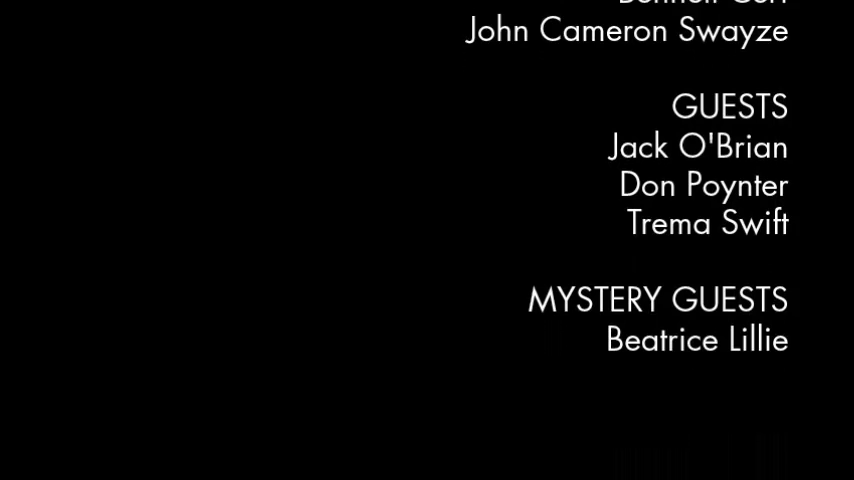 John Cameron Swayze
GUESTS
Jack O'Brian
Don Poynter
Trema Swift
MYSTERY GUESTS
Beatrice Lillie